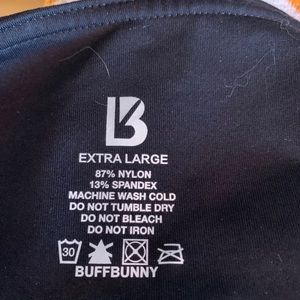 B
EXTRA LARGE
87% NYLON
13% SPANDEX
MACHINE WASH COLD
DO NOT TUMBLE DRY
DO NOT BLEACH
DO NOT IRON
30
BUFFBUNNY